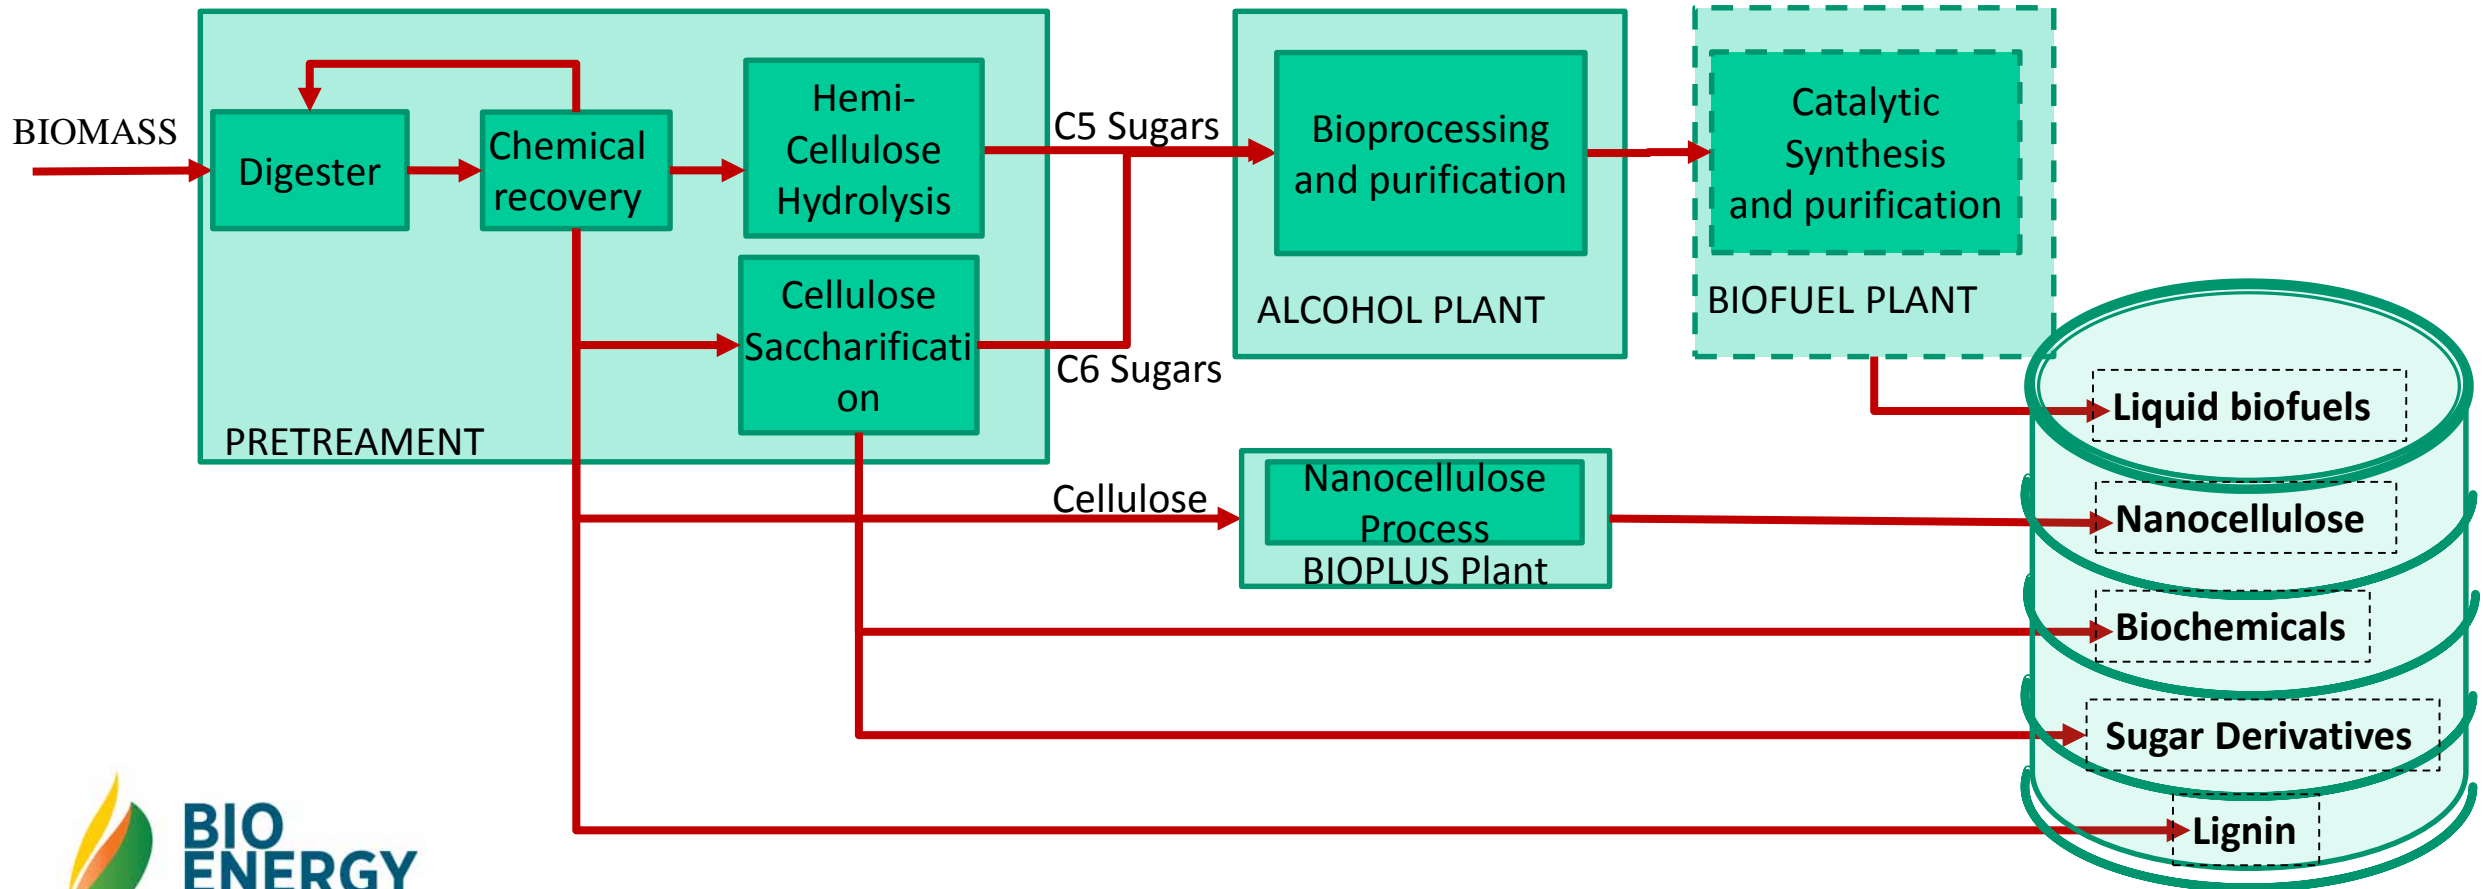 BIOMASS
Digester
Chemical
recovery
Hemi-
Cellulose
Hydrolysis
Cellulose
Saccharificati
on
PRETREAMENT
C5 Sugars
C6 Sugars
Bioprocessing
and purification
ALCOHOL PLANT
Catalytic
Synthesis
and purification
BIOFUEL PLANT
Cellulose
Nanocellulose
Process
BIOPLUS Plant
Liquid biofuels
Nanocellulose
Biochemicals
Sugar Derivatives
Lignin
BIO
ENERGY